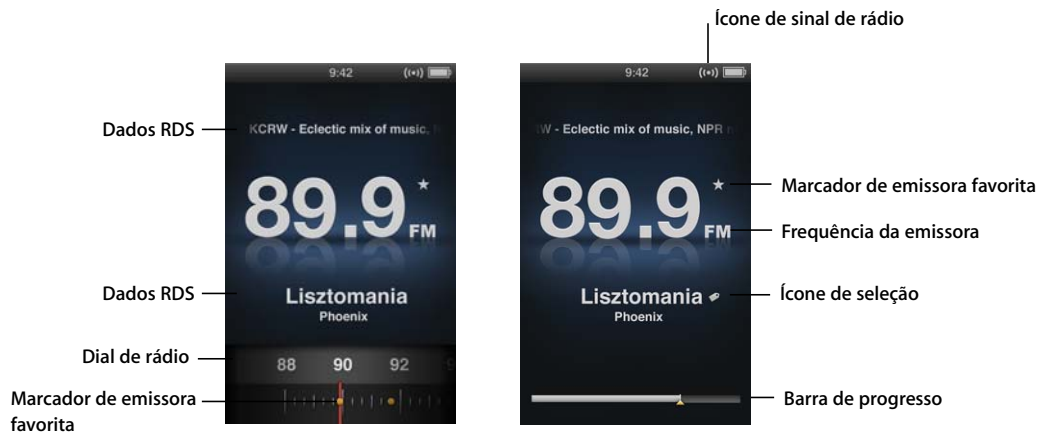 Ícone de sinal de rádio
9:42
9:42
Dados RDS
KCRW - Eclectic mix of music,
- Eclectic mix of music, NPR
89.9
FM
89.9
FM
Marcador de emissora favorita
Frequência da emissora
Dados RDS
Lisztomania
Phoenix
Lisztomania
Phoenix
Ícone de seleção
Dial de rádio
88 90 92
Marcador de emissora
favorita
Barra de progresso